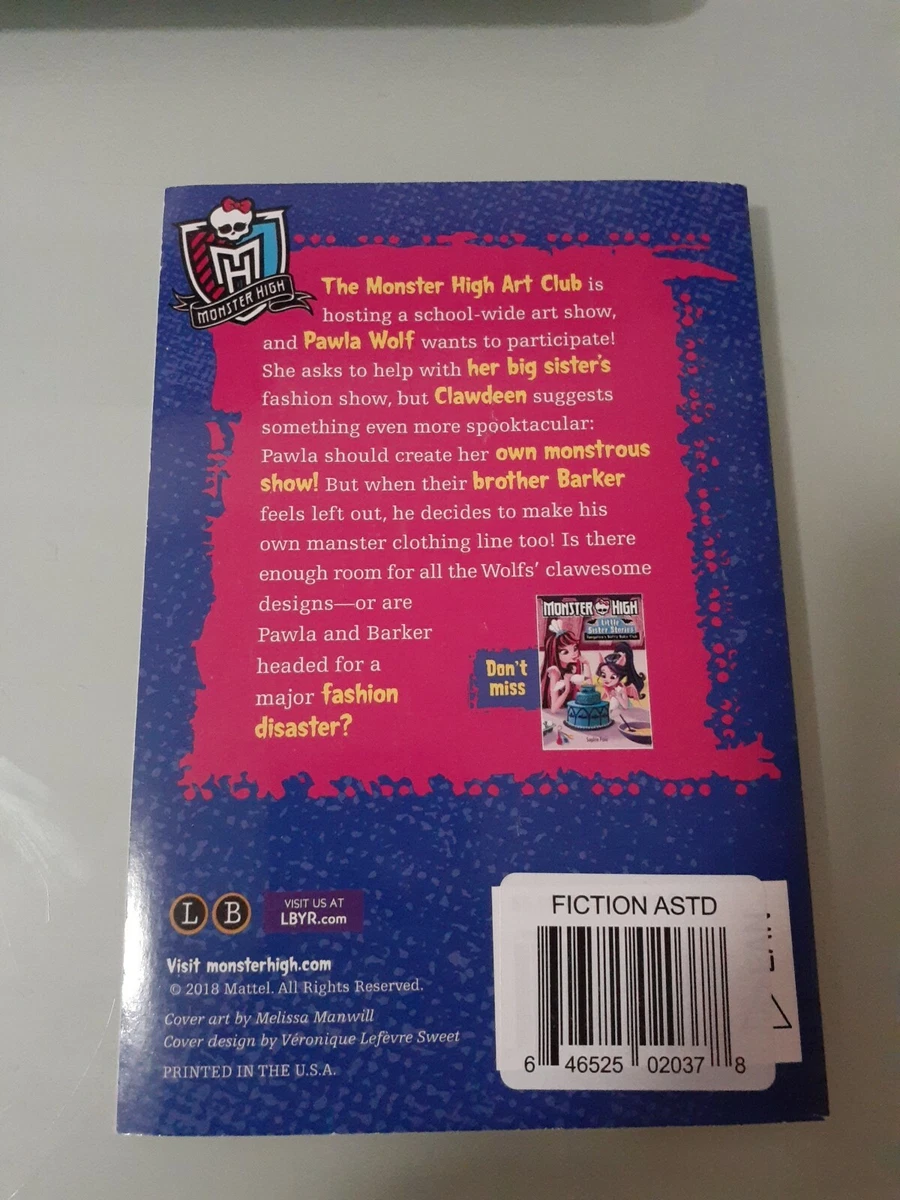 MONSTER HIGH
The Monster High Art Club is
hosting a school-wide art show,
and Pawla Wolf wants to participate!
She asks to help with her big sister's
fashion show, but Clawdeen suggests
something even more spooktacular:
Pawla should create her own monstrous
show! But when their brother Barker
feels left out, he decides to make his
own manster clothing line too! Is there
enough room for all the Wolfs' clawesome
designs—or are
Pawla and Barker
headed for a
major fashion
disaster?
Don't
miss
MONSTER HIGH
Little
Sister Stories
L B
VISIT US AT
LBYR.com
Visit monsterhigh.com
© 2018 Mattel. All Rights Reserved.
Cover art by Melissa Manwill
Cover design by Véronique Lefèvre Sweet
PRINTED IN THE U.S.A.
FICTION ASTD
6 46525 02037 8